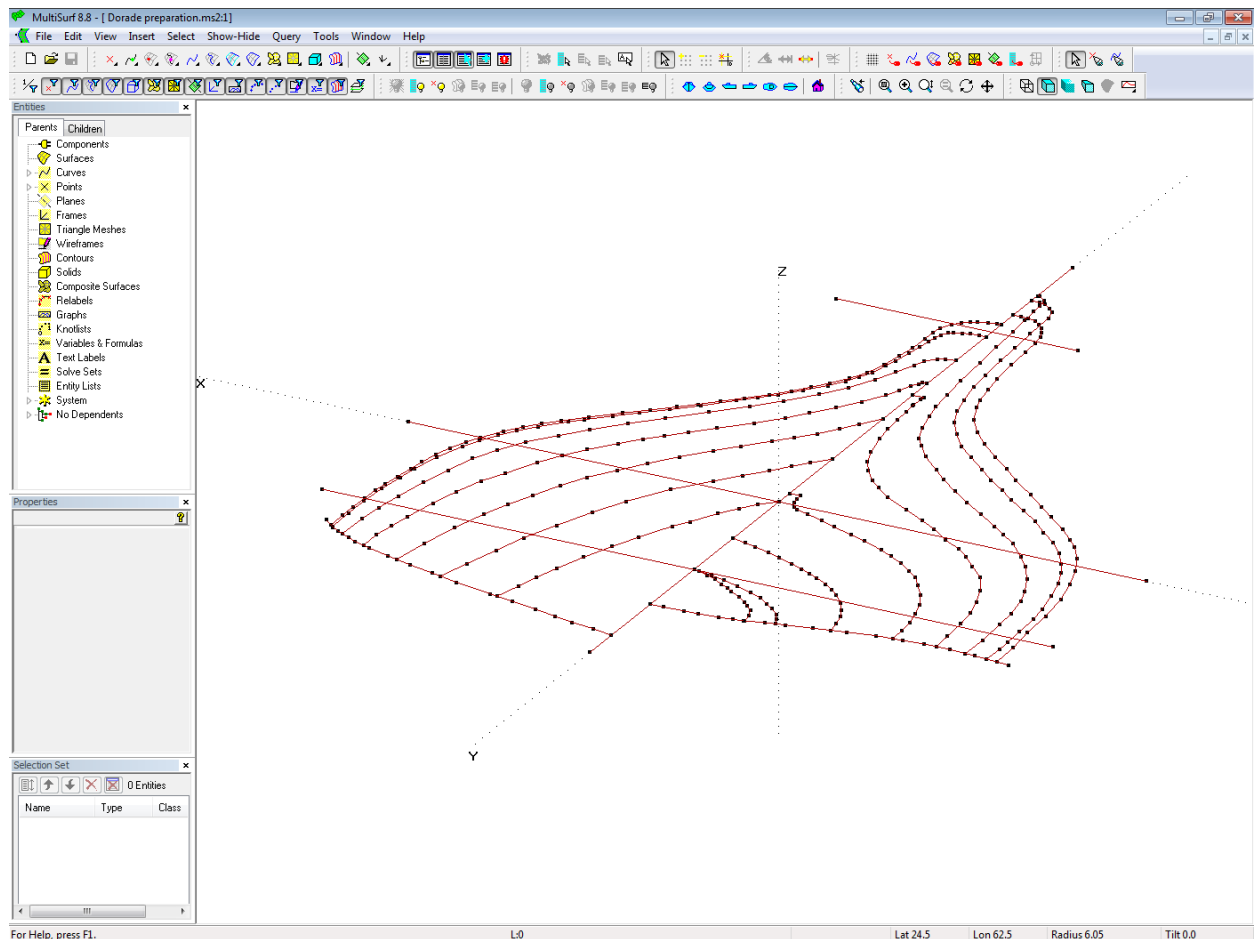 MultiSurf 8.8 - [ Dorade preparation.ms2:1]
File Edit View Insert Select Show-Hide Query Tools Window Help
Entities
Parents Children
Components
Surfaces
Curves
Points
Planes
Frames
Triangle Meshes
Wireframes
Contours
Solids
Composite Surfaces
Relabels
Graphs
Knotlists
Variables & Formulas
Text Labels
Solve Sets
Entity Lists
System
No Dependents
Properties
Selection Set
0 Entities
Name Type Class
Z
X
Y
For Help, press F1. L:0 Lat 24.5 Lon 62.5 Radius 6.05 Tilt 0.0